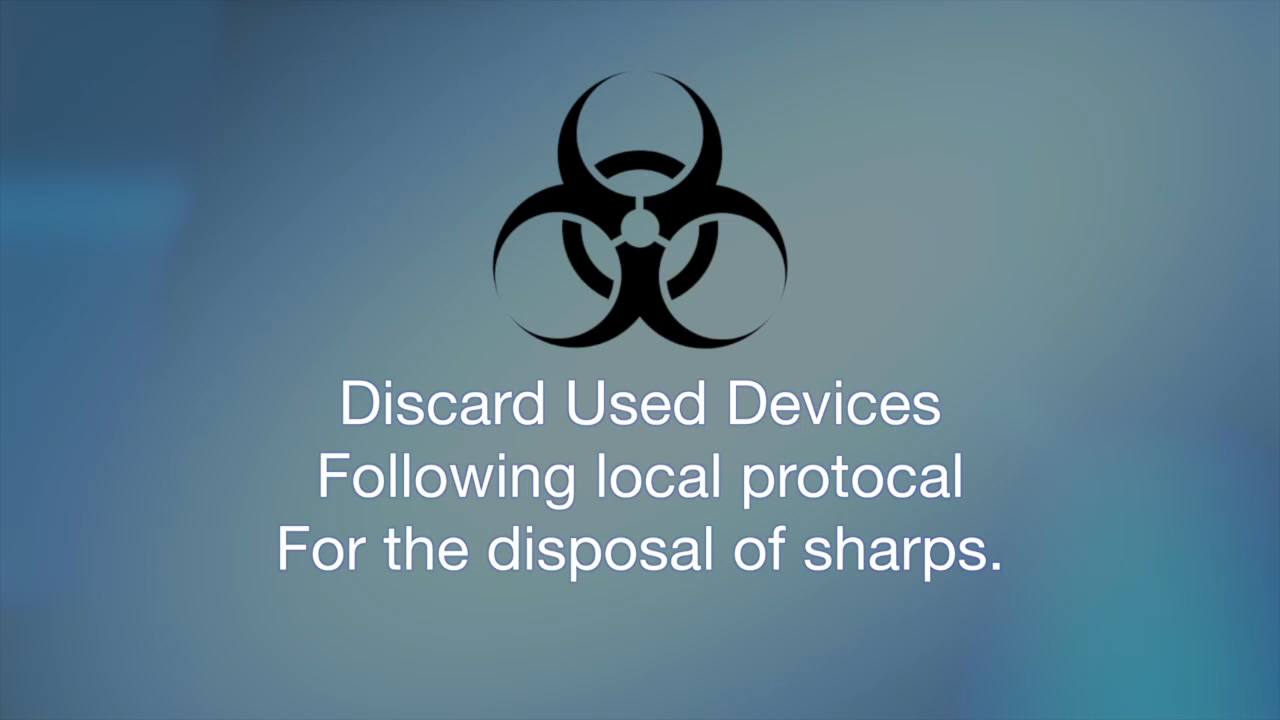 Discard Used Devices
Following local protocal
For the disposal of sharps.